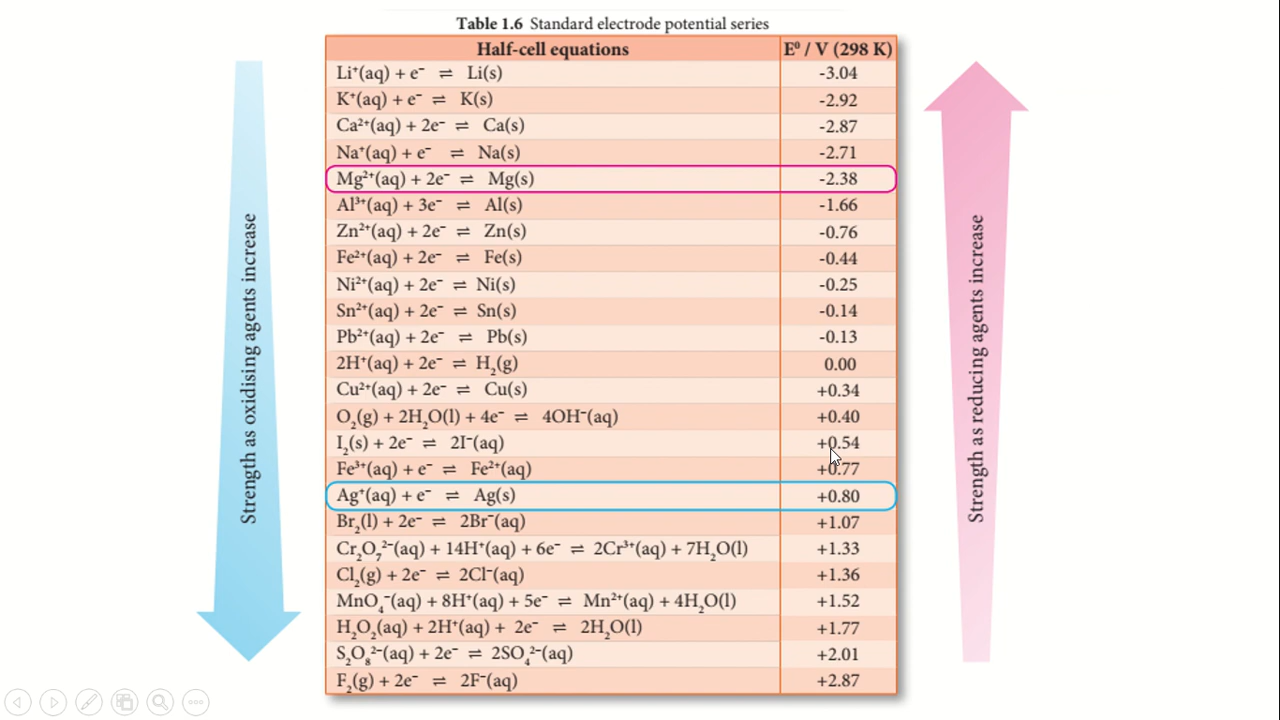 Table 1.6 Standard electrode potential series
Half-cell equations E⁰ / V (298 K)
Li⁺(aq) + e⁻ ⇌ Li(s) -3.04
K⁺(aq) + e⁻ ⇌ K(s) -2.92
Ca²⁺(aq) + 2e⁻ ⇌ Ca(s) -2.87
Na⁺(aq) + e⁻ ⇌ Na(s) -2.71
Mg²⁺(aq) + 2e⁻ ⇌ Mg(s) -2.38
Al³⁺(aq) + 3e⁻ ⇌ Al(s) -1.66
Zn²⁺(aq) + 2e⁻ ⇌ Zn(s) -0.76
Fe²⁺(aq) + 2e⁻ ⇌ Fe(s) -0.44
Ni²⁺(aq) + 2e⁻ ⇌ Ni(s) -0.25
Sn²⁺(aq) + 2e⁻ ⇌ Sn(s) -0.14
Pb²⁺(aq) + 2e⁻ ⇌ Pb(s) -0.13
2H⁺(aq) + 2e⁻ ⇌ H₂(g) 0.00
Cu²⁺(aq) + 2e⁻ ⇌ Cu(s) +0.34
O₂(g) + 2H₂O(l) + 4e⁻ ⇌ 4OH⁻(aq) +0.40
I₂(s) + 2e⁻ ⇌ 2I⁻(aq) +0.54
Fe³⁺(aq) + e⁻ ⇌ Fe²⁺(aq) +0.77
Ag⁺(aq) + e⁻ ⇌ Ag(s) +0.80
Br₂(l) + 2e⁻ ⇌ 2Br⁻(aq) +1.07
Cr₂O₇²⁻(aq) + 14H⁺(aq) + 6e⁻ ⇌ 2Cr³⁺(aq) + 7H₂O(l) +1.33
Cl₂(g) + 2e⁻ ⇌ 2Cl⁻(aq) +1.36
MnO₄⁻(aq) + 8H⁺(aq) + 5e⁻ ⇌ Mn²⁺(aq) + 4H₂O(l) +1.52
H₂O₂(aq) + 2H⁺(aq) + 2e⁻ ⇌ 2H₂O(l) +1.77
S₂O₈²⁻(aq) + 2e⁻ ⇌ 2SO₄²⁻(aq) +2.01
F₂(g) + 2e⁻ ⇌ 2F⁻(aq) +2.87
Strength as oxidising agents increase
Strength as reducing agents increase